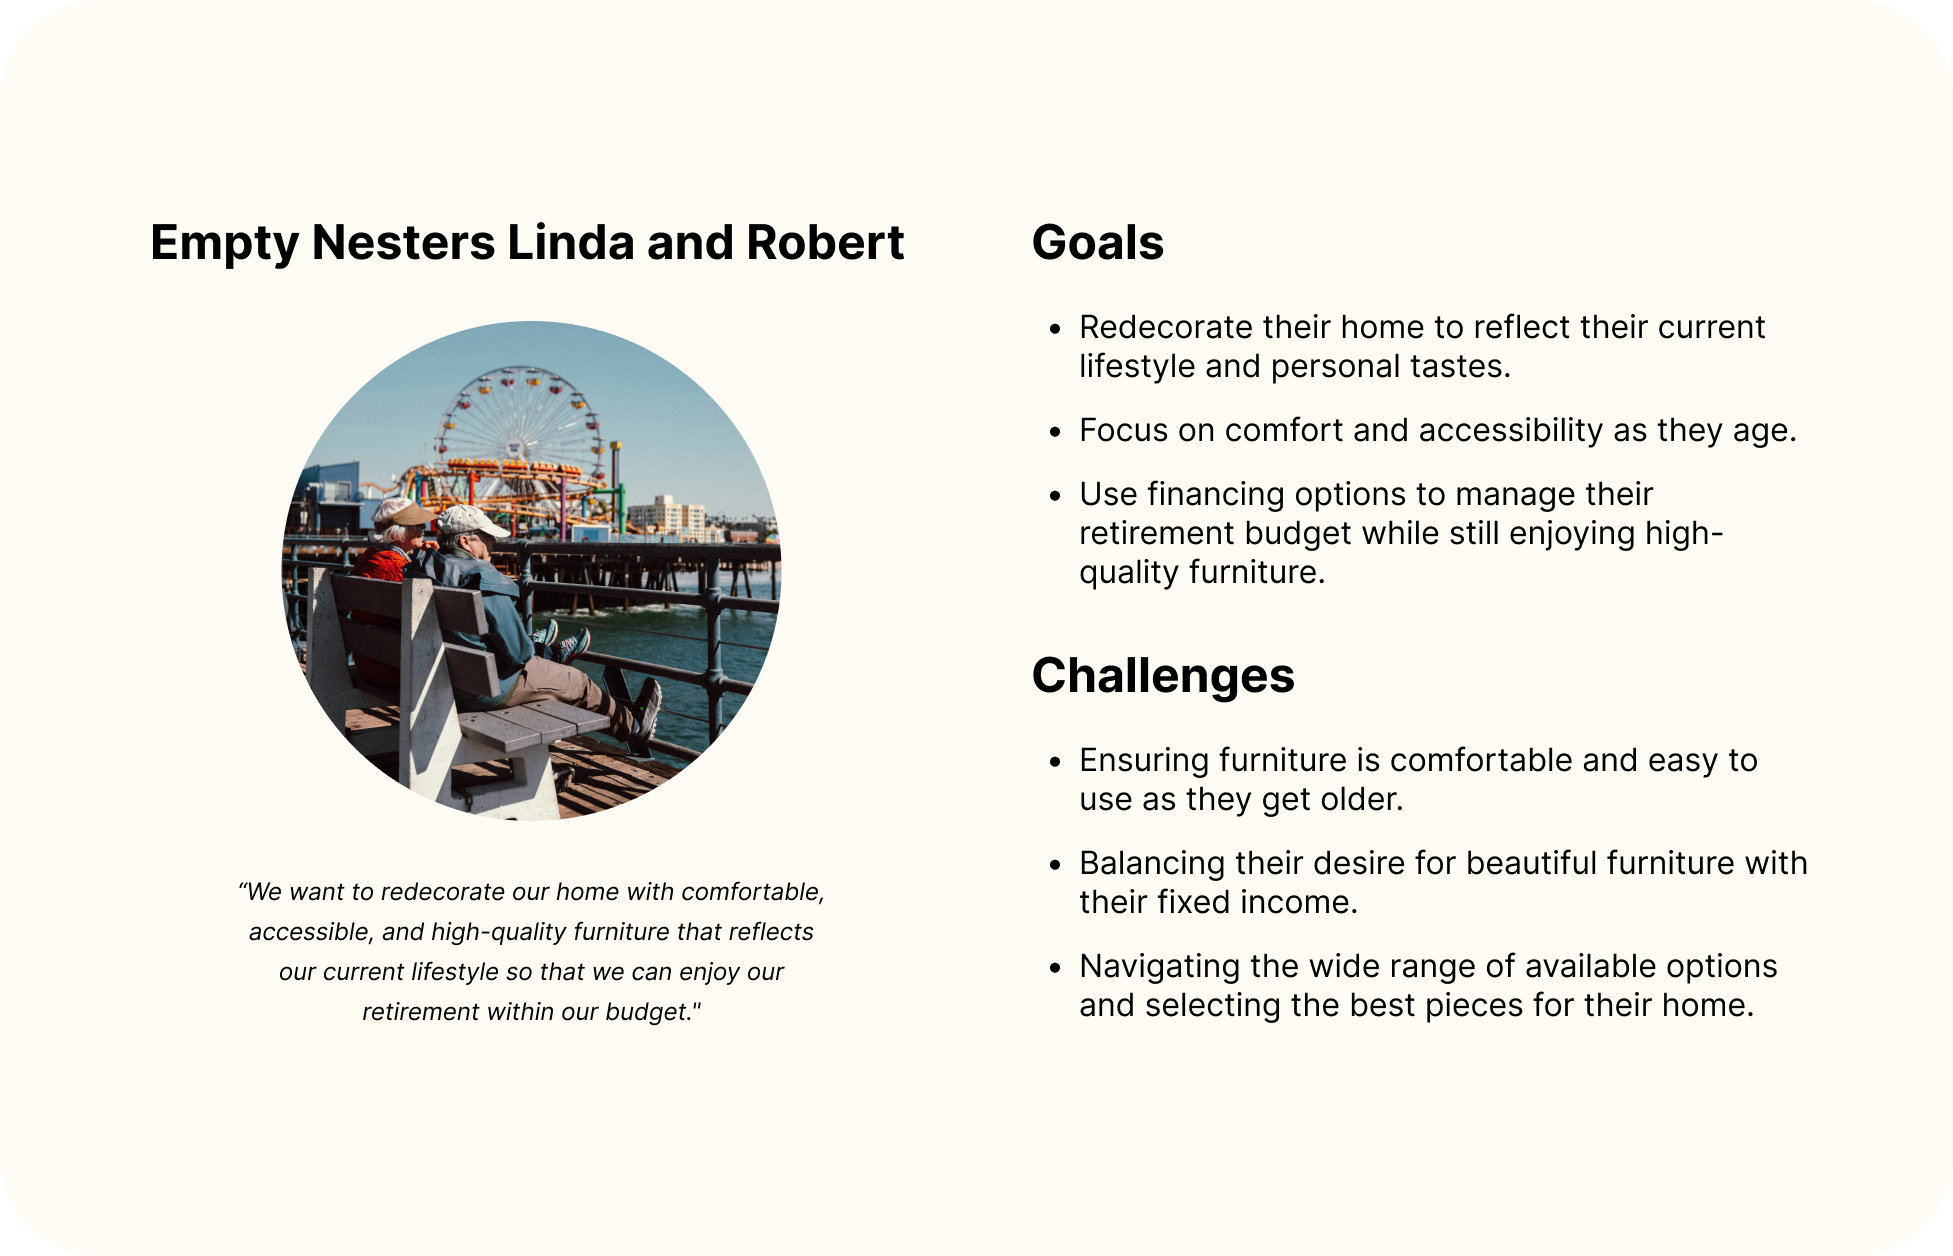 Empty Nesters Linda and Robert
“We want to redecorate our home with comfortable,
accessible, and high-quality furniture that reflects
our current lifestyle so that we can enjoy our
retirement within our budget."
Goals
• Redecorate their home to reflect their current
lifestyle and personal tastes.
• Focus on comfort and accessibility as they age.
• Use financing options to manage their
retirement budget while still enjoying high-
quality furniture.
Challenges
• Ensuring furniture is comfortable and easy to
use as they get older.
• Balancing their desire for beautiful furniture with
their fixed income.
• Navigating the wide range of available options
and selecting the best pieces for their home.